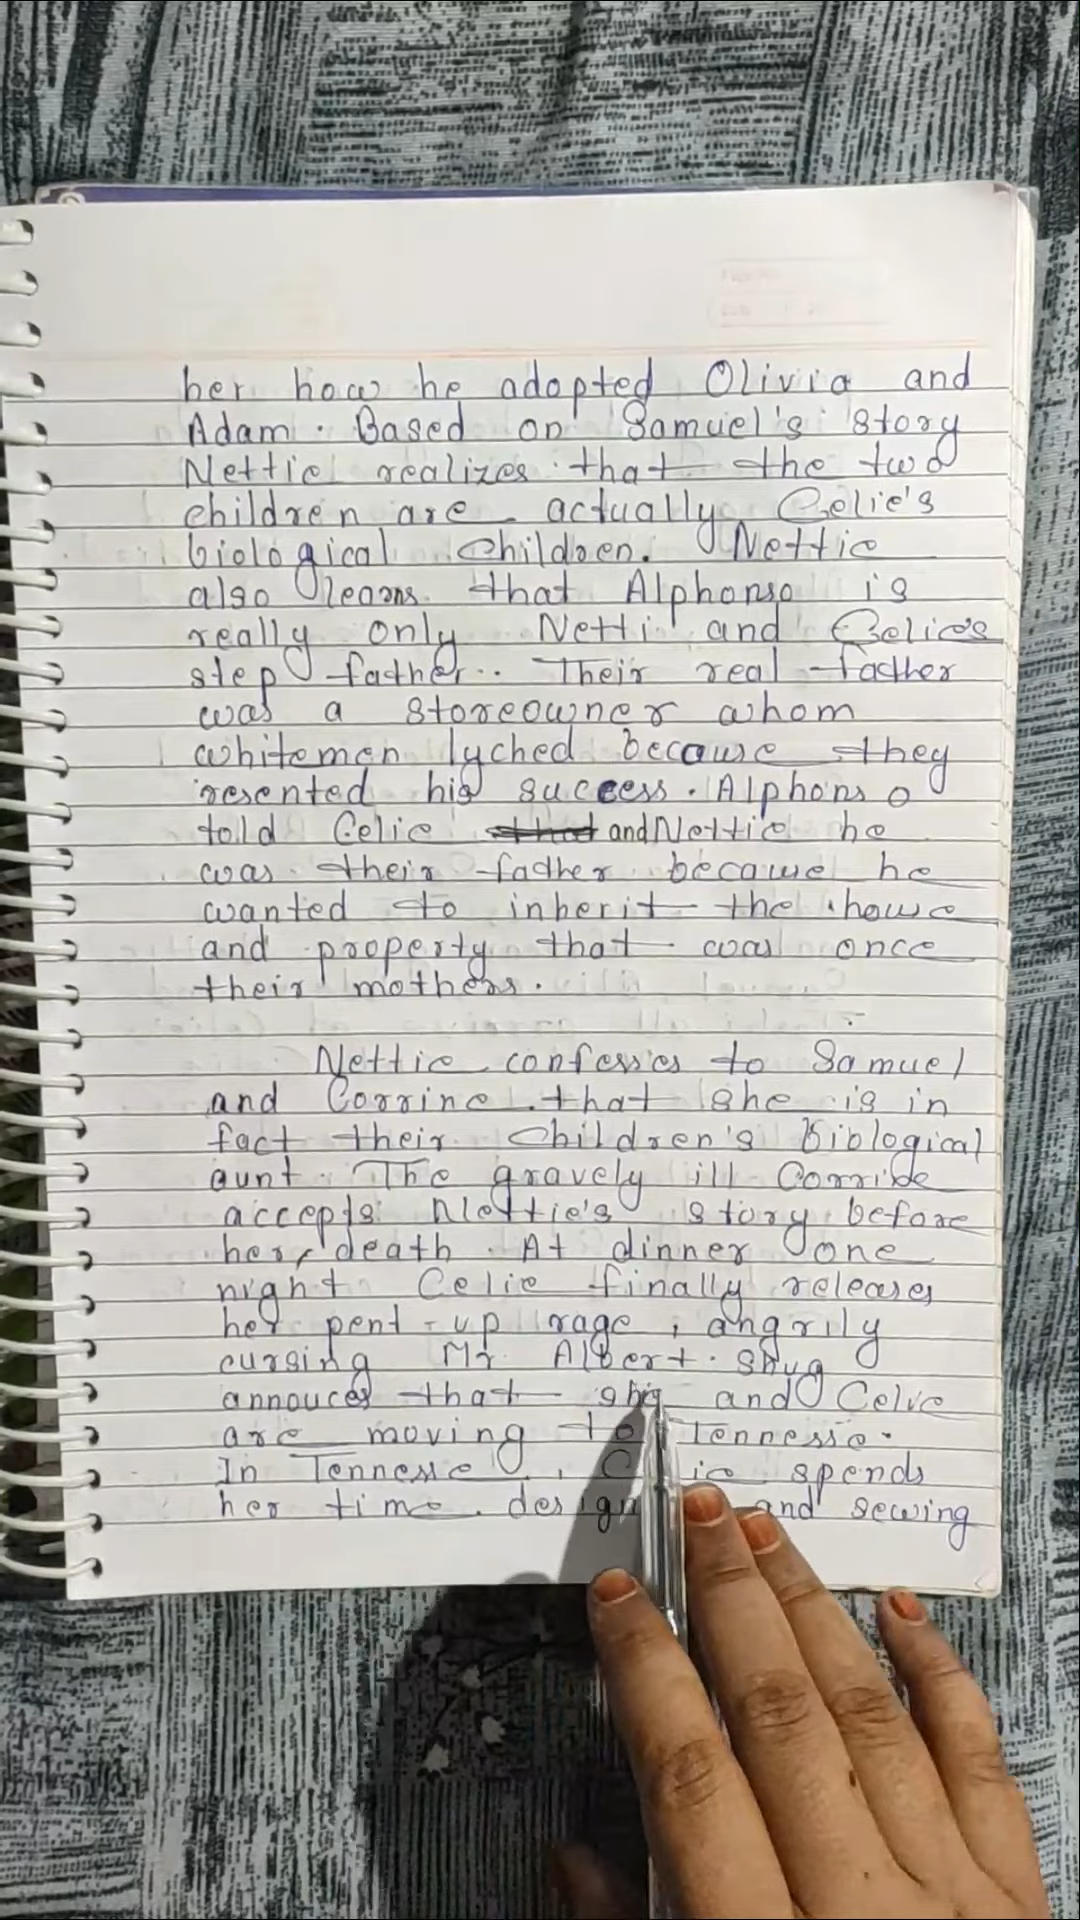 her how he adopted Olivia and
Adam. Based on Samuel's story
Nettie realizes that the two
children are actually Celie's
biological Children. Nettie
also learns that Alphonso is
really only Netti and Celie's
step father.. Their real father
was a storeowner whom
whitemen lyched because they
resented his success. Alphonso
told Celie that and Nettie he
was their father because he
wanted to inherit the house
and property that was once
their mothers.
Nettie confesses to Samuel
and Corrine that she is in
fact their Children's Biological
aunt. The gravely ill Corrine
accepts Nettie's story before
her death. At dinner one
night Celie finally releases
her pent-up rage, angrily
cursing Mr. Albert. Shug
annouces that and Celie
are moving to Tennesse.
In Tennesse, spends
her time and sewing